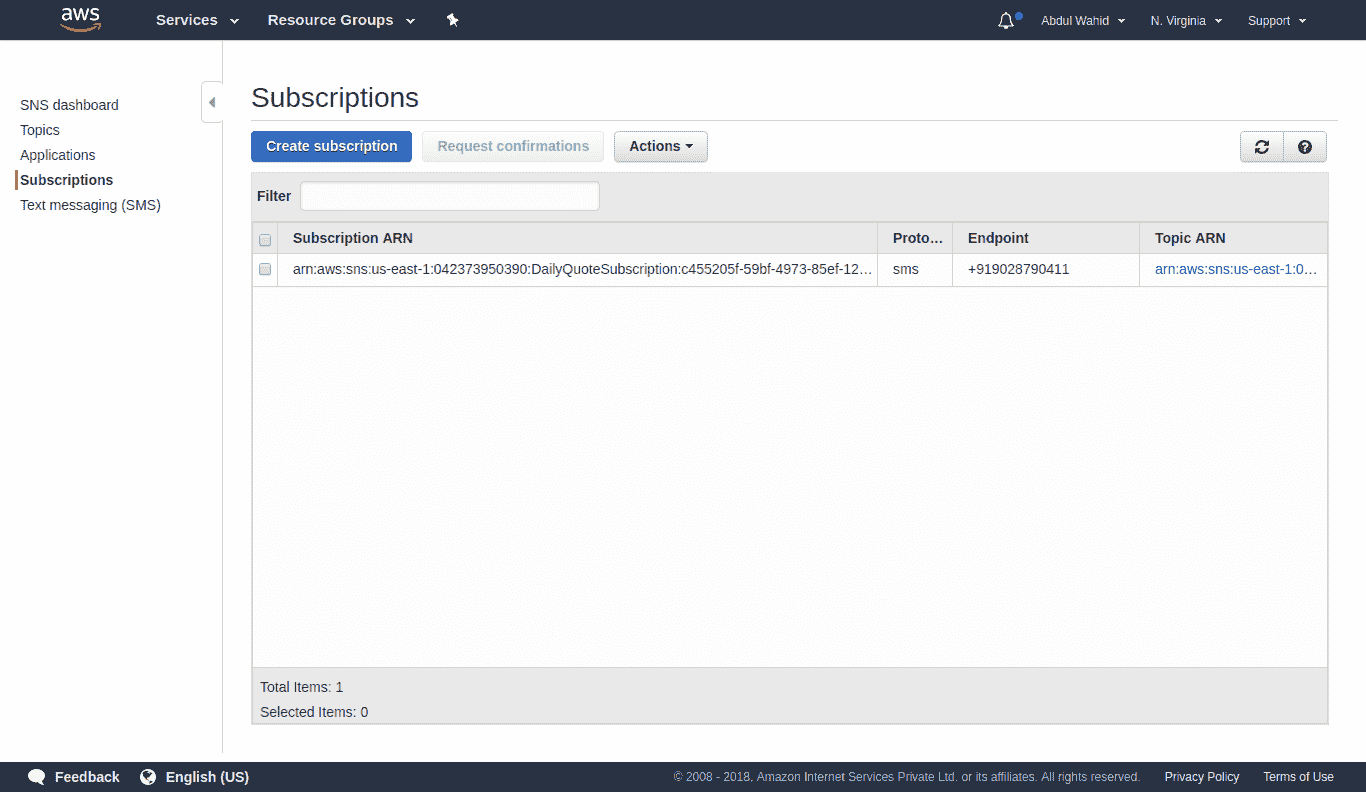 aws Services Resource Groups Abdul Wahid N. Virginia Support
SNS dashboard
Topics
Applications
Subscriptions
Text messaging (SMS)
Subscriptions
Create subscription Request confirmations Actions
Filter
Subscription ARN Proto… Endpoint Topic ARN
arn:aws:sns:us-east-1:042373950390:DailyQuoteSubscription:c455205f-59bf-4973-85ef-12… sms +919028790411 arn:aws:sns:us-east-1:0…
Total Items: 1
Selected Items: 0
Feedback English (US) © 2008 - 2018, Amazon Internet Services Private Ltd. or its affiliates. All rights reserved. Privacy Policy Terms of Use